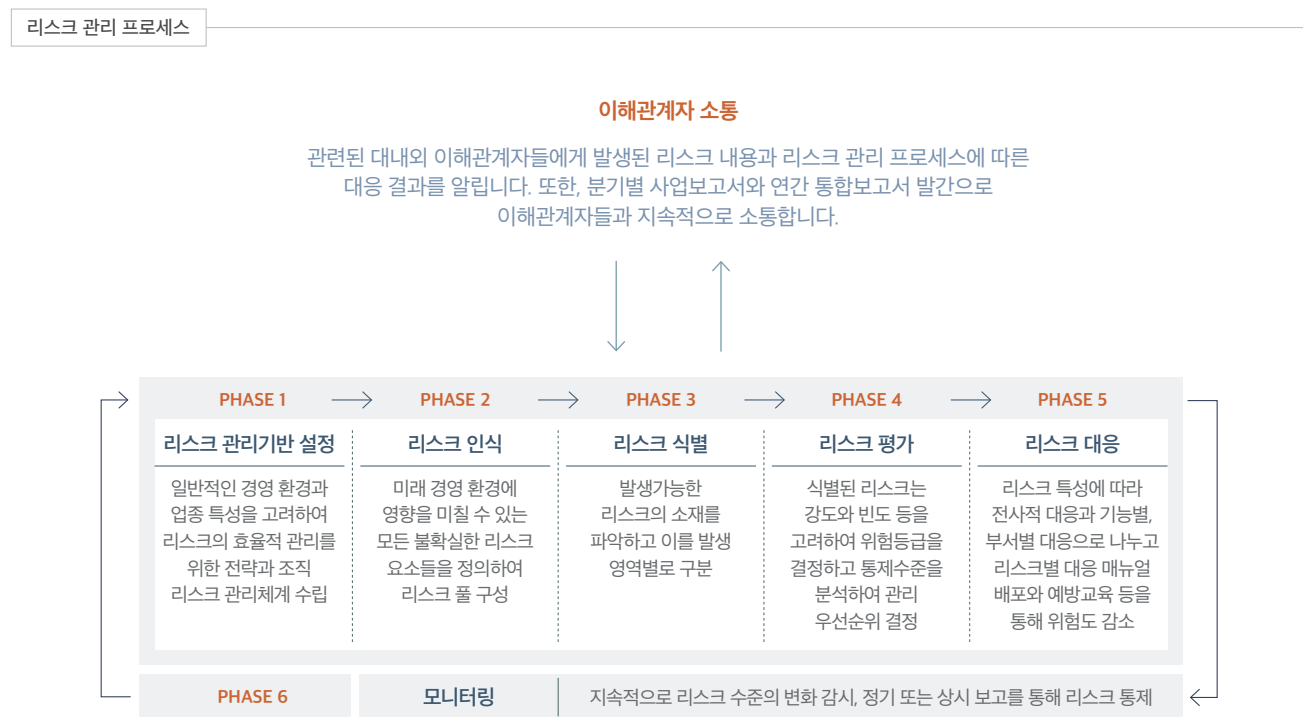 리스크 관리 프로세스
이해관계자 소통
관련된 대내외 이해관계자들에게 발생된 리스크 내용과 리스크 관리 프로세스에 따른
대응 결과를 알립니다. 또한, 분기별 사업보고서와 연간 통합보고서 발간으로
이해관계자들과 지속적으로 소통합니다.
PHASE 1
리스크 관리기반 설정
일반적인 경영 환경과
업종 특성을 고려하여
리스크의 효율적 관리를
위한 전략과 조직
리스크 관리체계 수립
PHASE 2
리스크 인식
미래 경영 환경에
영향을 미칠 수 있는
모든 불확실한 리스크
요소들을 정의하여
리스크 풀 구성
PHASE 3
리스크 식별
발생가능한
리스크의 소재를
파악하고 이를 발생
영역별로 구분
PHASE 4
리스크 평가
식별된 리스크는
강도와 빈도 등을
고려하여 위험등급을
결정하고 통제수준을
분석하여 관리
우선순위 결정
PHASE 5
리스크 대응
리스크 특성에 따라
전사적 대응과 기능별,
부서별 대응으로 나누고
리스크별 대응 매뉴얼
배포와 예방교육 등을
통해 위험도 감소
PHASE 6
모니터링
지속적으로 리스크 수준의 변화 감시, 정기 또는 상시 보고를 통해 리스크 통제